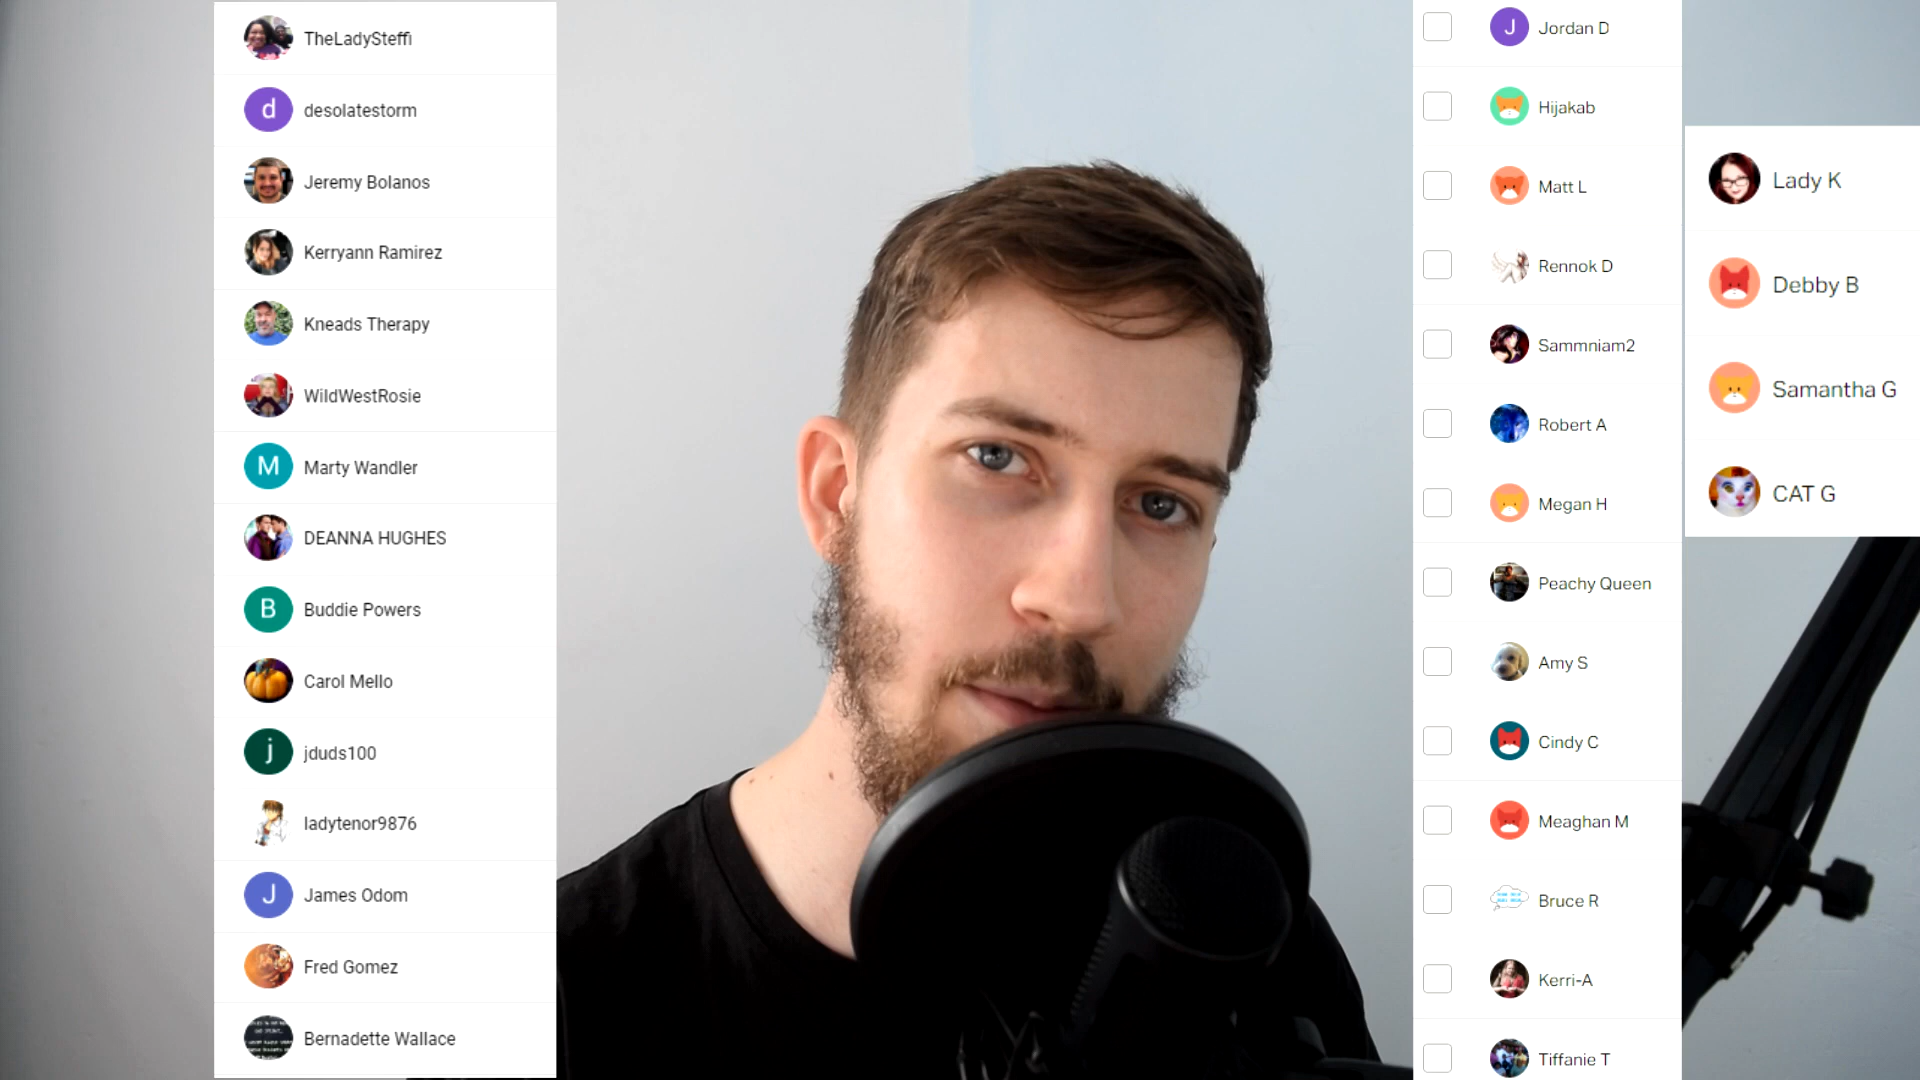 TheLadySteffi
d
desolatestorm
Jeremy Bolanos
Kerryann Ramirez
Kneads Therapy
WildWestRosie
M
Marty Wandler
DEANNA HUGHES
B
Buddie Powers
Carol Mello
j
jduds100
ladytenor9876
J
James Odom
Fred Gomez
Bernadette Wallace
J
Jordan D
Hijakab
Matt L
Rennok D
Sammniam2
Robert A
Megan H
Peachy Queen
Amy S
Cindy C
Meaghan M
Bruce R
Kerri-A
Tiffanie T
Lady K
Debby B
Samantha G
CAT G